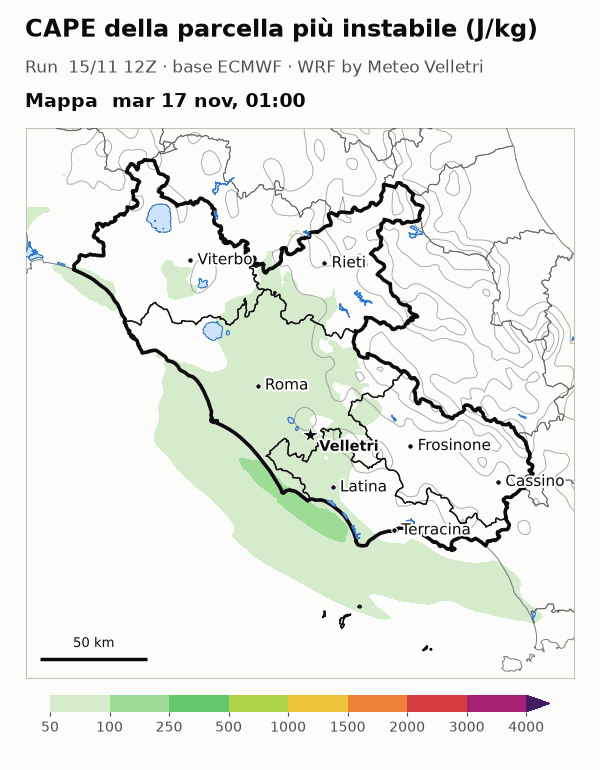 CAPE della parcella più instabile (J/kg)
Run  15/11 12Z · base ECMWF · WRF by Meteo Velletri
Mappa  mar 17 nov, 01:00
Viterbo
Rieti
Roma
Velletri
Frosinone
Latina
Cassino
Terracina
50 km
50 100 250 500 1000 1500 2000 3000 4000